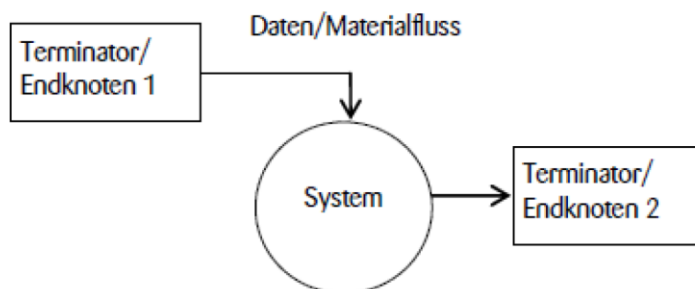 Daten/Materialfluss
Terminator/
Endknoten 1
System
Terminator/
Endknoten 2